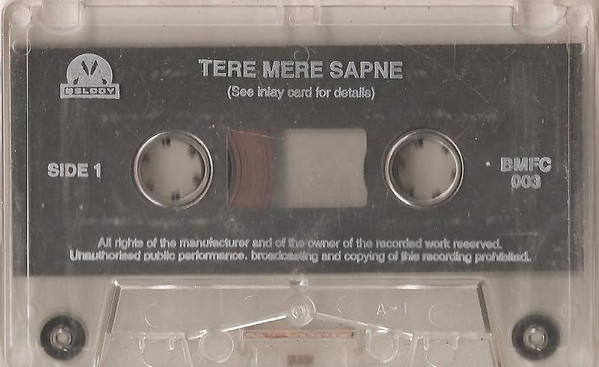 TERE MERE SAPNE
(See inlay card for details)
SIDE 1
BMFC
003
All rights of the manufacturer and of the owner of the recorded work reserved.
Unauthorised public performance, broadcasting and copying of this recording prohibited.
A-1